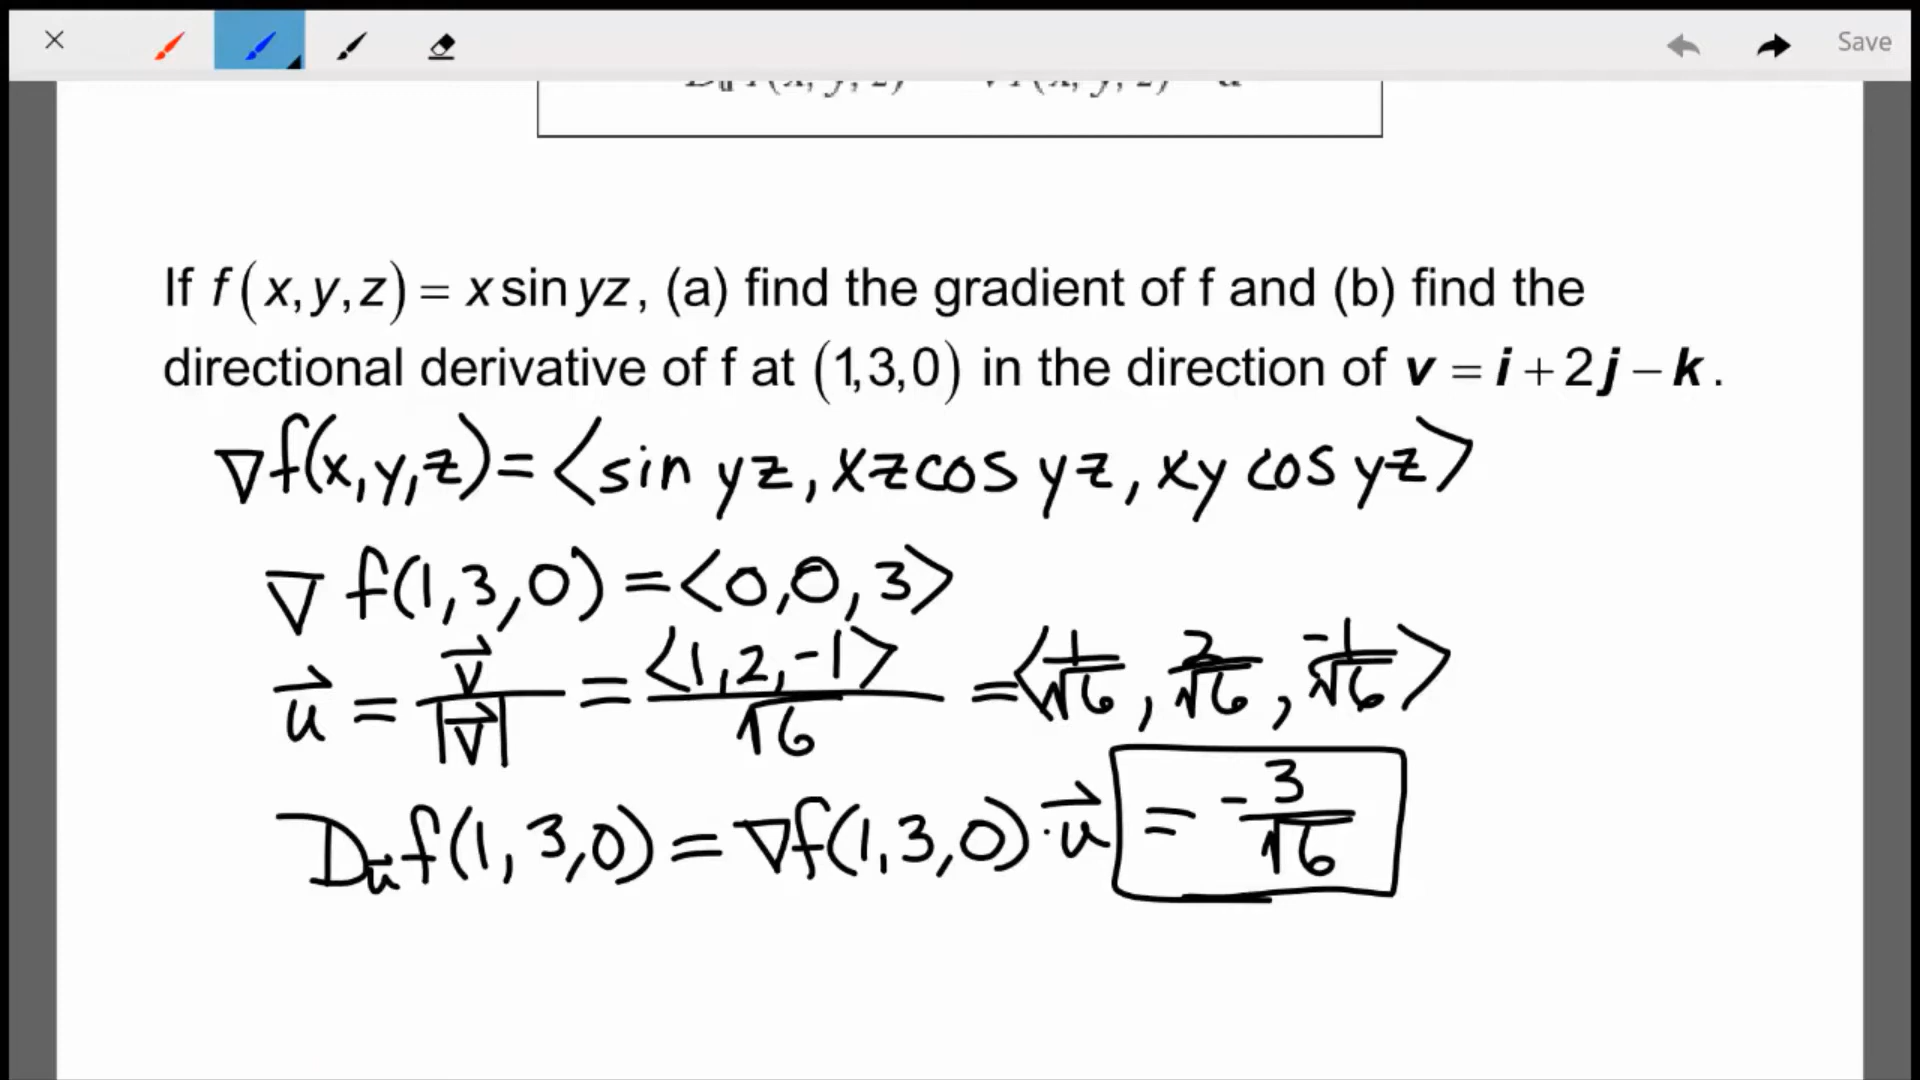 Save
If f(x,y,z) = x sin yz, (a) find the gradient of f and (b) find the
directional derivative of f at (1,3,0) in the direction of v = i + 2j − k.
∇f(x,y,z) = ⟨sin yz, xz cos yz, xy cos yz⟩
∇f(1,3,0) = ⟨0,0,3⟩
u⃗ = v⃗/|v⃗| = ⟨1,2,-1⟩/√6 = ⟨1/√6, 2/√6, -1/√6⟩
D_u⃗ f(1,3,0) = ∇f(1,3,0)·u⃗ = -3/√6